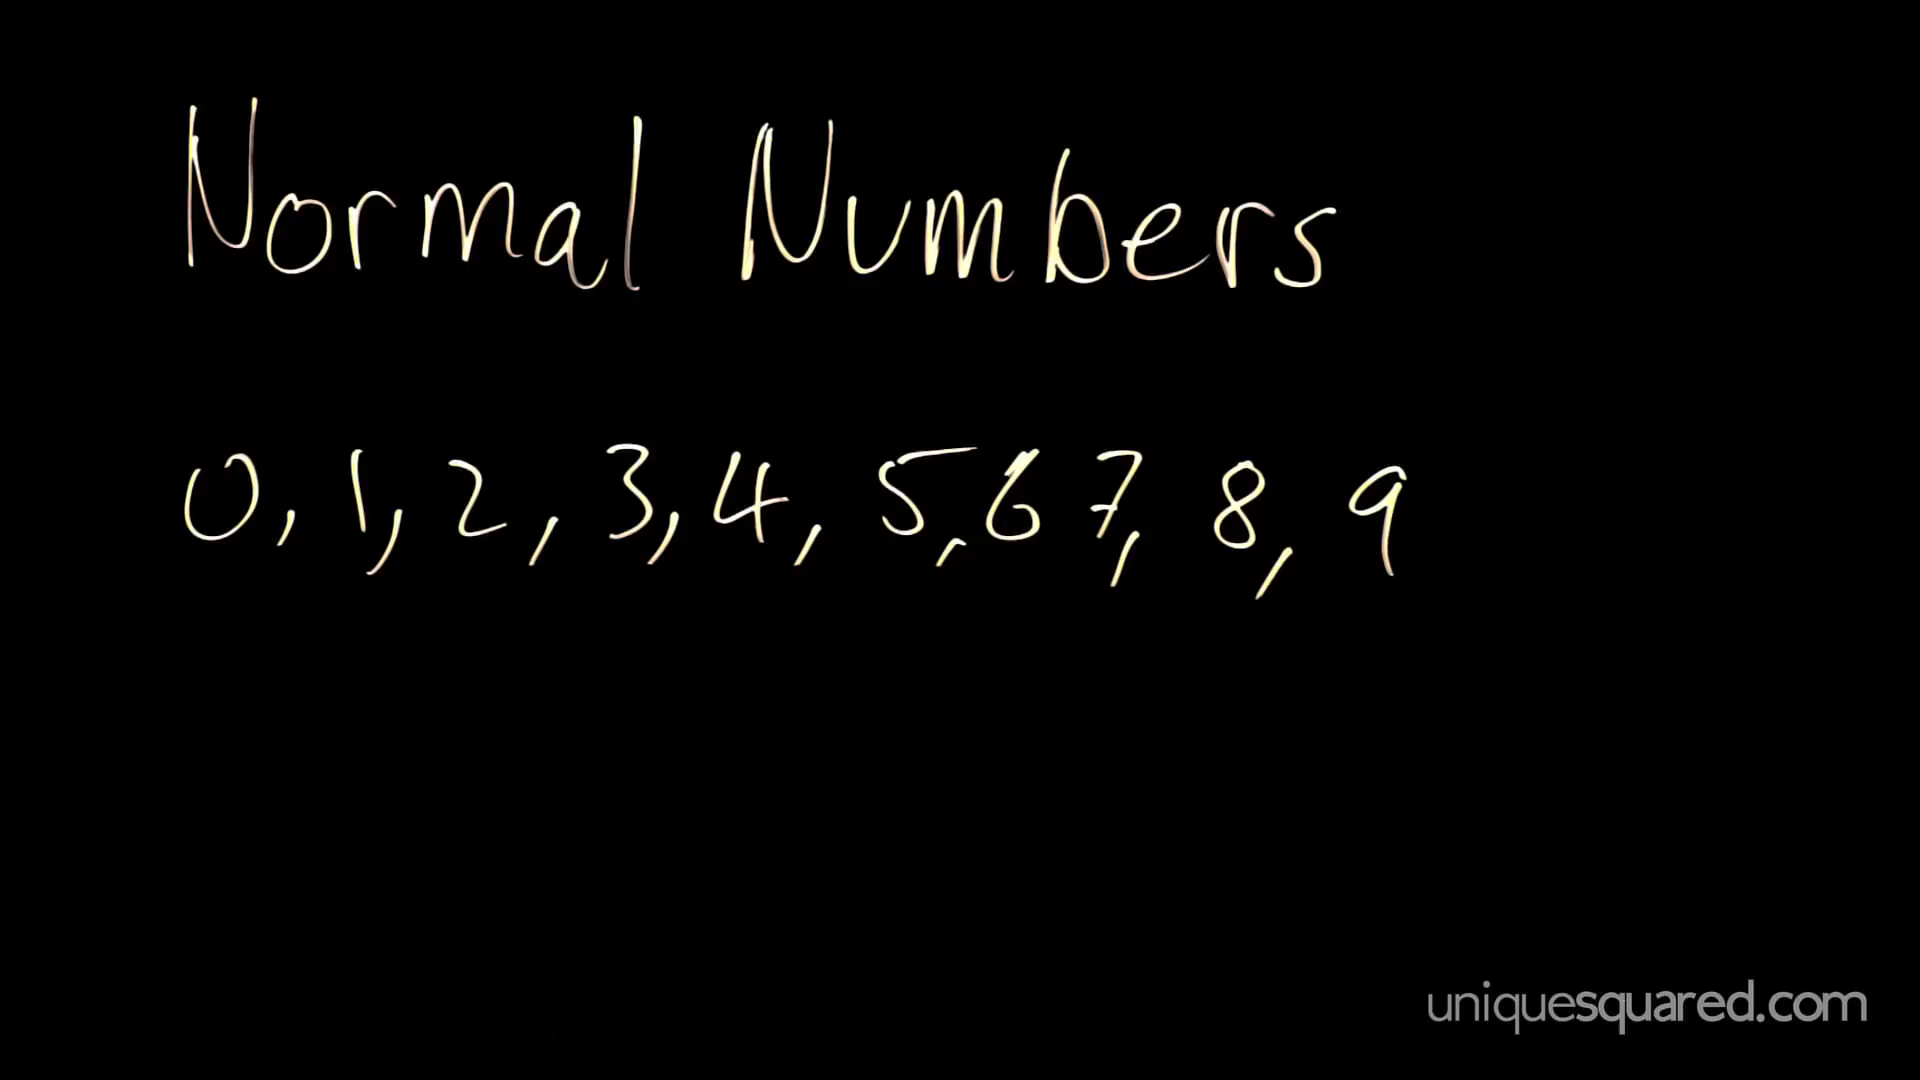 Normal Numbers
0, 1, 2, 3, 4, 5, 6 7, 8, 9
uniquesquared.com